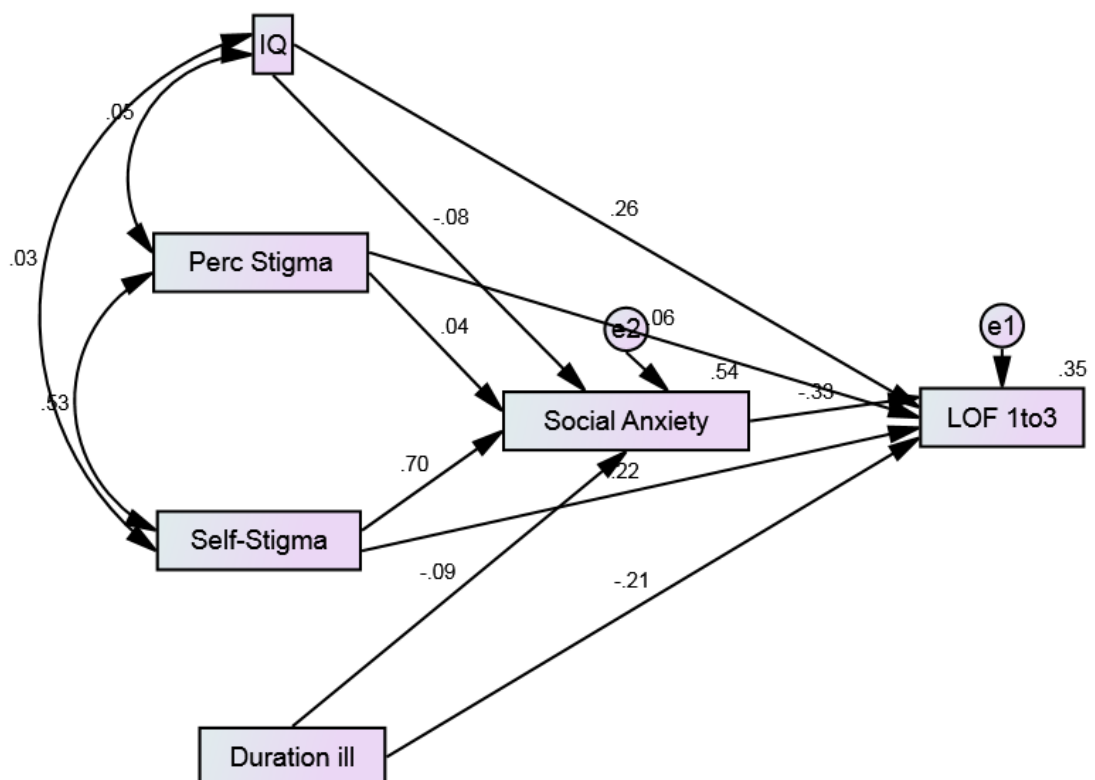 IQ
.05
-.08
.26
.03
Perc Stigma
.04
e2
.06
e1
.54
-.33
.35
.53
Social Anxiety
LOF 1to3
.70
.22
Self-Stigma
-.09
-.21
Duration ill